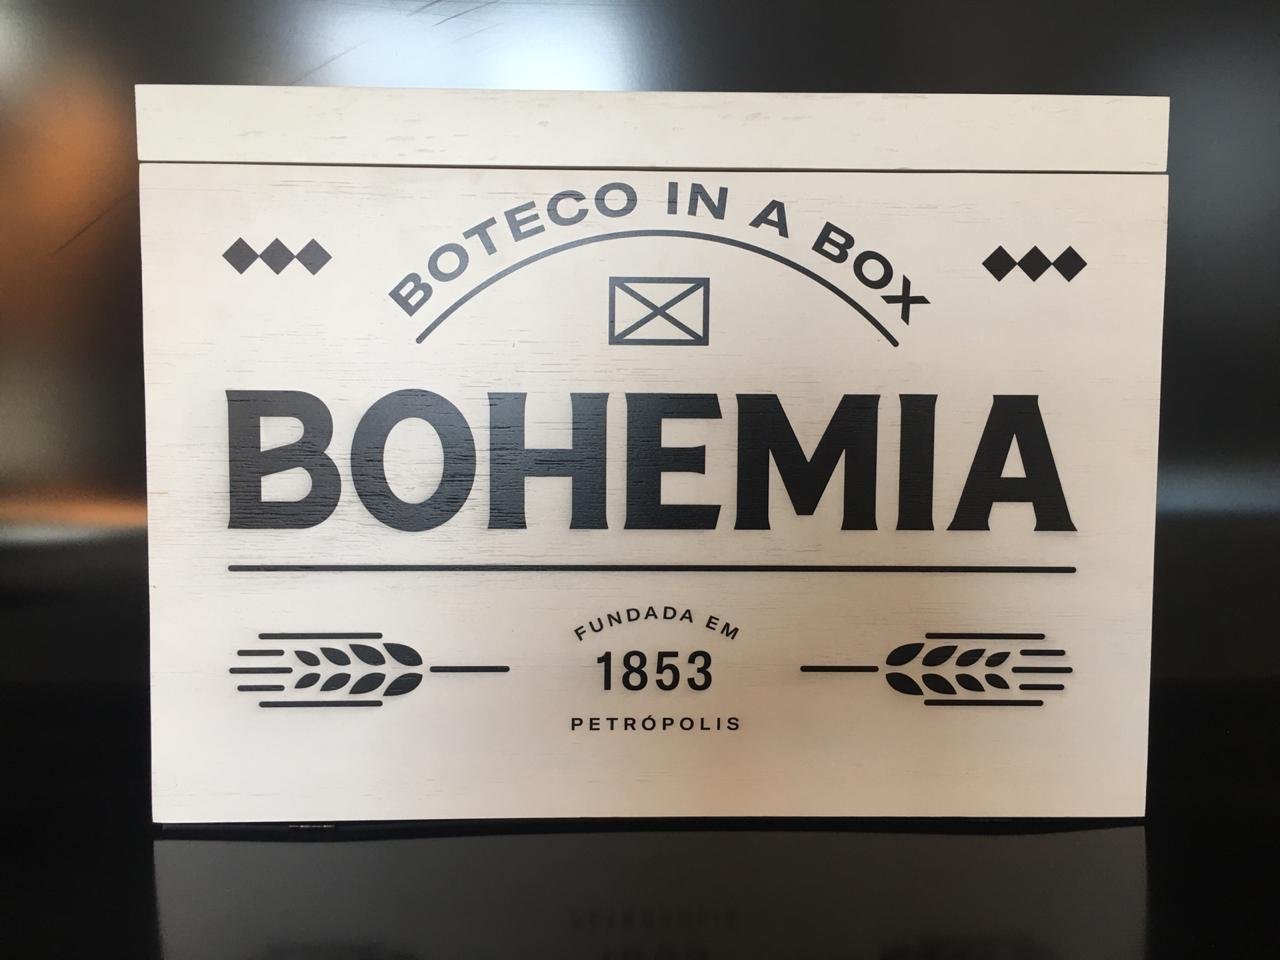 BOTECO IN A BOX
BOHEMIA
FUNDADA EM
1853
PETRÓPOLIS